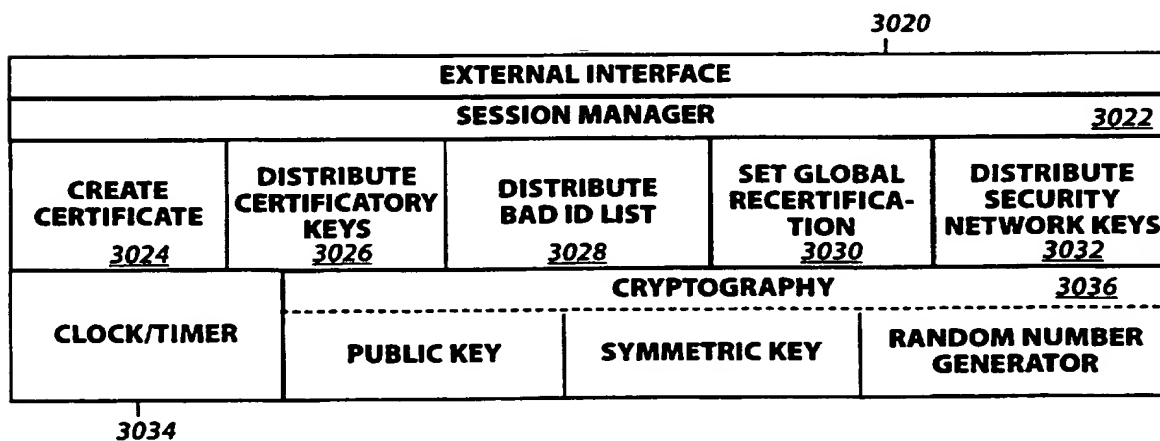 3020
EXTERNAL INTERFACE
SESSION MANAGER 3022
CREATE
CERTIFICATE
3024
DISTRIBUTE
CERTIFICATORY
KEYS
3026
DISTRIBUTE
BAD ID LIST
3028
SET GLOBAL
RECERTIFICA-
TION
3030
DISTRIBUTE
SECURITY
NETWORK KEYS
3032
CLOCK/TIMER
CRYPTOGRAPHY 3036
PUBLIC KEY
SYMMETRIC KEY
RANDOM NUMBER
GENERATOR
3034